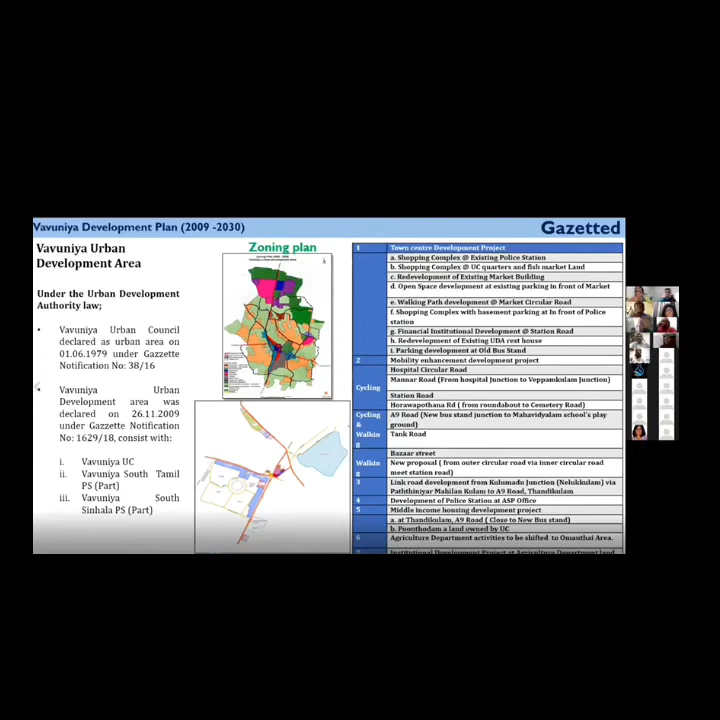 Vavuniya Development Plan (2009 -2030)
Gazetted
Vavuniya Urban
Development Area
Under the Urban Development
Authority law;
• Vavuniya Urban Council
declared as urban area on
01.06.1979 under Gazzette
Notification No: 38/16
• Vavuniya Urban
Development area was
declared on 26.11.2009
under Gazzette Notification
No: 1629/18, consist with:
i. Vavuniya UC
ii. Vavuniya South Tamil
PS (Part)
iii. Vavuniya South
Sinhala PS (Part)
Zoning plan
1 Town centre Development Project
a. Shopping Complex @ Existing Police Station
b. Shopping Complex @ UC quarters and fish market Land
c. Redevelopment of Existing Market Building
d. Open Space development at existing parking in front of Market
e. Walking Path development @ Market Circular Road
f. Shopping Complex with basement parking at In front of Police
station
g. Financial Institutional Development @ Station Road
h. Redevelopment of Existing UDA rest house
i. Parking development at Old Bus Stand
2 Mobility enhancement development project
Cycling
Hospital Circular Road
Mannar Road (From hospital Junction to Veppamkulam Junction)
Station Road
Horawapothana Rd ( from roundabout to Cemetery Road)
Cycling
&
Walkin
g
A9 Road (New bus stand junction to Mahavidyalam school's play
ground)
Tank Road
Walkin
g
Bazaar street
New proposal ( from outer circular road via inner circular road
meet station road)
3 Link road development from Kulumadu Junction (Nelukkulam) via
Paththiniyar Mahilan Kulam to A9 Road, Thandikulam
4 Development of Police Station at ASP Office
5 Middle income housing development project
a. at Thandikulam, A9 Road ( Close to New Bus stand)
b. Poonthodam a land owned by UC
6 Agriculture Department activities to be shifted to Omanthai Area.
7 Institutional Development Project at Agriculture Department land